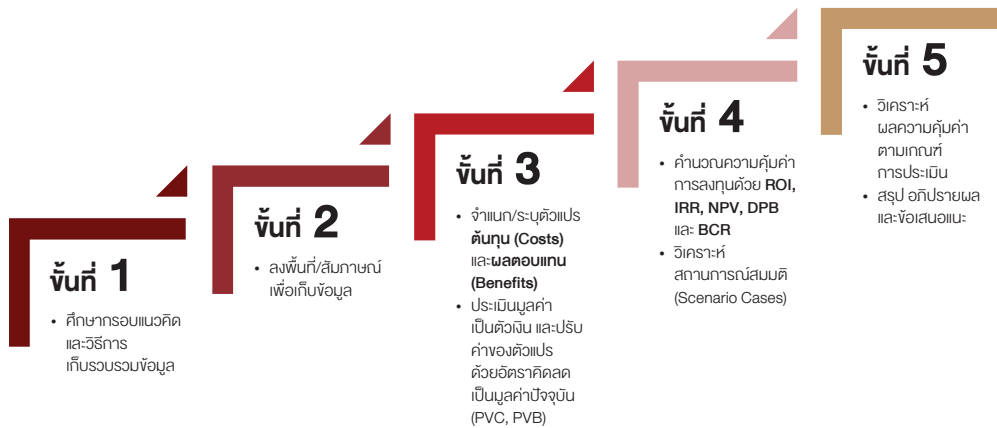 ขั้นที่ 1
• ศึกษากรอบแนวคิด
และวิธีการ
เก็บรวบรวมข้อมูล
ขั้นที่ 2
• ลงพื้นที่/สัมภาษณ์
เพื่อเก็บข้อมูล
ขั้นที่ 3
• จำแนก/ระบุตัวแปร
ต้นทุน (Costs)
และผลตอบแทน
(Benefits)
• ประเมินมูลค่า
เป็นตัวเงิน และปรับ
ค่าของตัวแปร
ด้วยอัตราคิดลด
เป็นมูลค่าปัจจุบัน
(PVC, PVB)
ขั้นที่ 4
• คำนวณความคุ้มค่า
การลงทุนด้วย ROI,
IRR, NPV, DPB
และ BCR
• วิเคราะห์
สถานการณ์สมมติ
(Scenario Cases)
ขั้นที่ 5
• วิเคราะห์
ผลความคุ้มค่า
ตามเกณฑ์
การประเมิน
• สรุป อภิปรายผล
และข้อเสนอแนะ